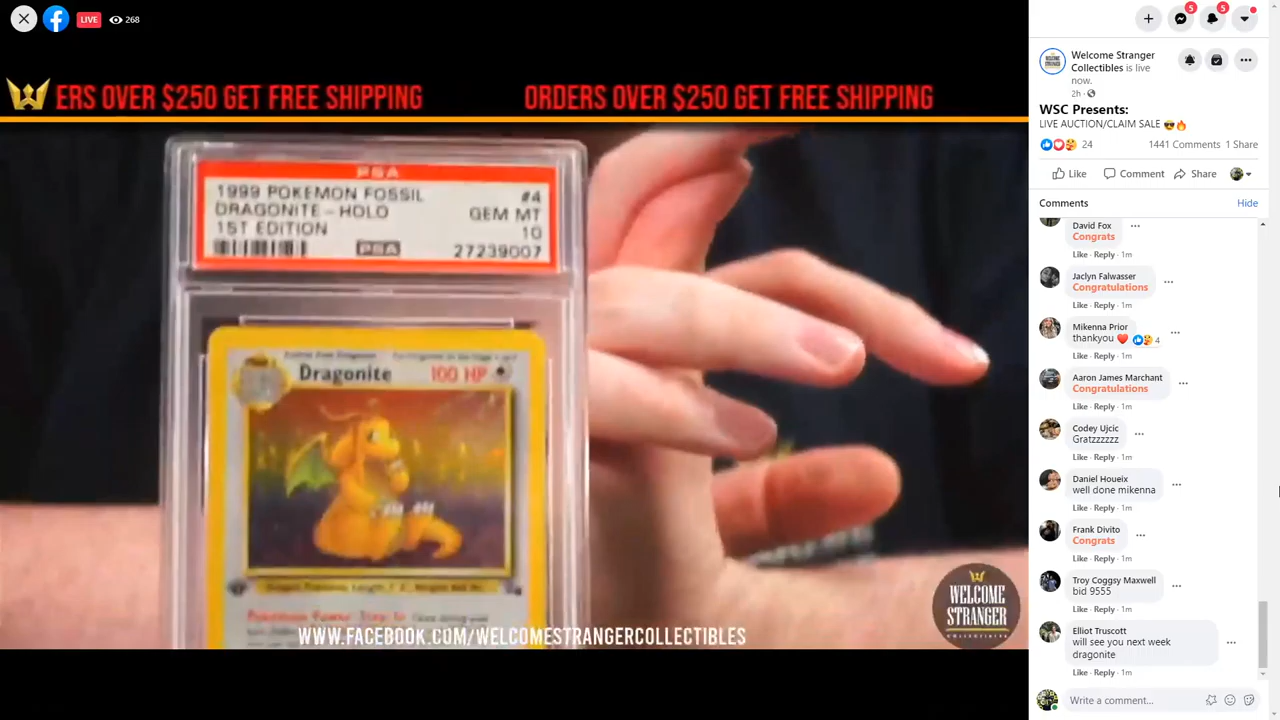 LIVE
268
ERS OVER $250 GET FREE SHIPPING
ORDERS OVER $250 GET FREE SHIPPING
PSA
1999 POKEMON FOSSIL #4
DRAGONITE - HOLO GEM MT
1ST EDITION 10
PSA 27239007
Dragonite 100 HP
WWW.FACEBOOK.COM/WELCOMESTRANGERCOLLECTIBLES
WELCOME
STRANGER
COLLECTIBLES
5
5
Welcome Stranger
Collectibles is live
now.
2h ·
WSC Presents:
LIVE AUCTION/CLAIM SALE 😎🔥
24 1441 Comments 1 Share
Like Comment Share
Comments Hide
David Fox
Congrats
Like · Reply · 1m
Jaclyn Falwasser
Congratulations
Like · Reply · 1m
Mikenna Prior
thankyou ❤️ 4
Like · Reply · 1m
Aaron James Marchant
Congratulations
Like · Reply · 1m
Codey Ujcic
Gratzzzzzz
Like · Reply · 1m
Daniel Houeix
well done mikenna
Like · Reply · 1m
Frank Divito
Congrats
Like · Reply · 1m
Troy Coggsy Maxwell
bid 9555
Like · Reply · 1m
Elliot Truscott
will see you next week
dragonite
Like · Reply · 1m
Write a comment...